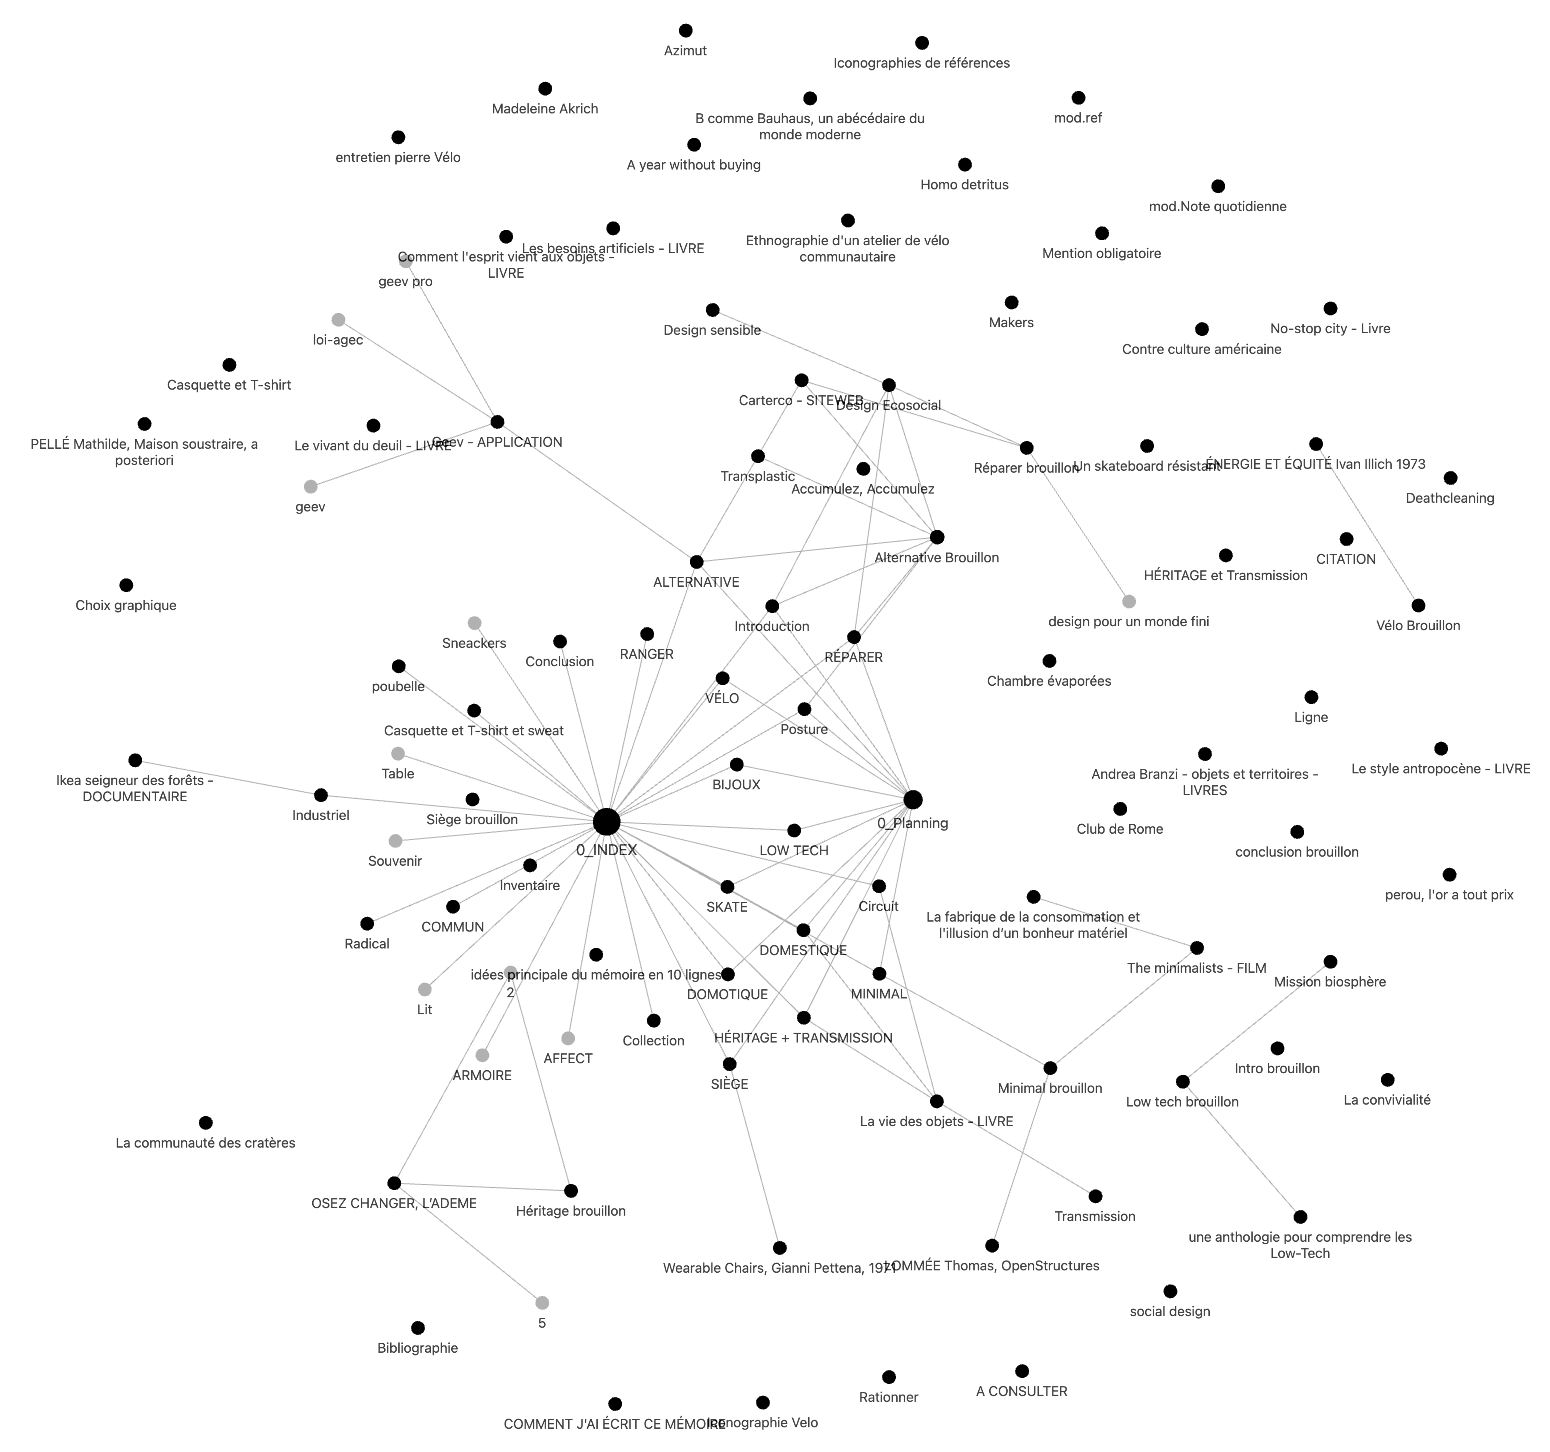 Azimut
Iconographies de références
Madeleine Akrich
B comme Bauhaus, un abécédaire du
monde moderne
mod.ref
entretien pierre Vélo
A year without buying
Homo detritus
mod.Note quotidienne
Les besoins artificiels - LIVRE
Comment l'esprit vient aux objets -
LIVRE
Ethnographie d'un atelier de vélo
communautaire
Mention obligatoire
geev pro
loi-agec
Design sensible
Makers
No-stop city - Livre
Contre culture américaine
Casquette et T-shirt
Carterco - SITEWEB
Design Ecosocial
PELLÉ Mathilde, Maison soustraire, a
posteriori
Le vivant du deuil - LIVRE
Geev - APPLICATION
Transplastic
Accumulez, Accumulez
Réparer brouillon
Un skateboard résistant
ÉNERGIE ET ÉQUITÉ Ivan Illich 1973
Deathcleaning
geev
Alternative Brouillon
CITATION
ALTERNATIVE
HÉRITAGE et Transmission
Choix graphique
design pour un monde fini
Vélo Brouillon
Sneackers
Conclusion
RANGER
Introduction
RÉPARER
poubelle
VÉLO
Chambre évaporées
Ligne
Casquette et T-shirt et sweat
Posture
Table
BIJOUX
Ikea seigneur des forêts -
DOCUMENTAIRE
Andrea Branzi - objets et territoires -
LIVRES
Le style antropocène - LIVRE
Industriel
Siège brouillon
0_INDEX
0_Planning
Club de Rome
Souvenir
LOW TECH
conclusion brouillon
Inventaire
perou, l'or a tout prix
COMMUN
SKATE
Circuit
La fabrique de la consommation et
l'illusion d'un bonheur matériel
Radical
DOMESTIQUE
The minimalists - FILM
idées principale du mémoire en 10 lignes
2
DOMOTIQUE
MINIMAL
Mission biosphère
Lit
Collection
HÉRITAGE + TRANSMISSION
AFFECT
ARMOIRE
SIÈGE
Minimal brouillon
Intro brouillon
Low tech brouillon
La convivialité
La vie des objets - LIVRE
La communauté des cratères
OSEZ CHANGER, L'ADEME
Héritage brouillon
Transmission
une anthologie pour comprendre les
Low-Tech
Wearable Chairs, Gianni Pettena, 1971
Thomas, OpenStructures
social design
5
Bibliographie
Rationner
A CONSULTER
COMMENT J'AI ÉCRIT CE MÉMOIRE
Iconographie Velo